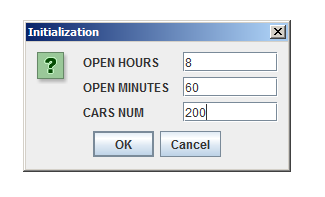 Initialization
?
OPEN HOURS 8
OPEN MINUTES 60
CARS NUM 200
OK Cancel